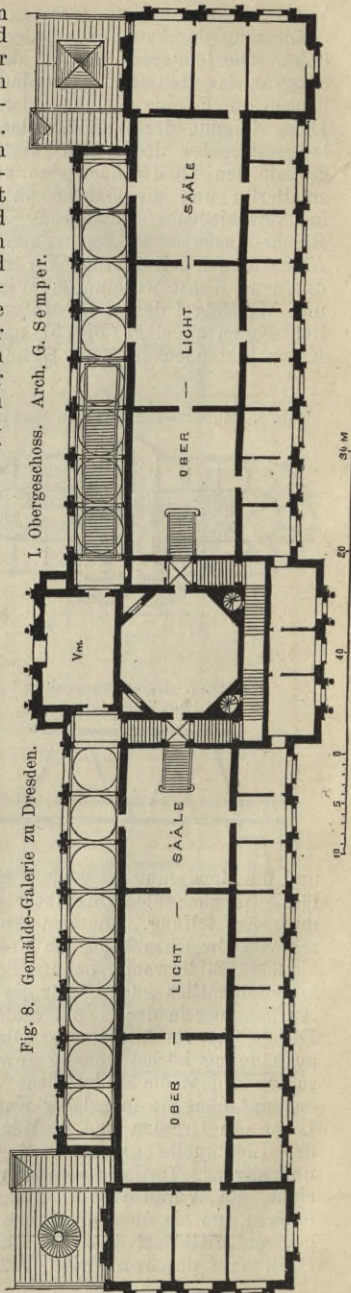 Fig. 8. Gemälde-Galerie zu Dresden. I. Obergeschoss. Arch. G. Semper.
Vm.
OBER — LICHT — SÄÄLE
OBER — LICHT — SÄÄLE
10 5 0 10 20 30 M